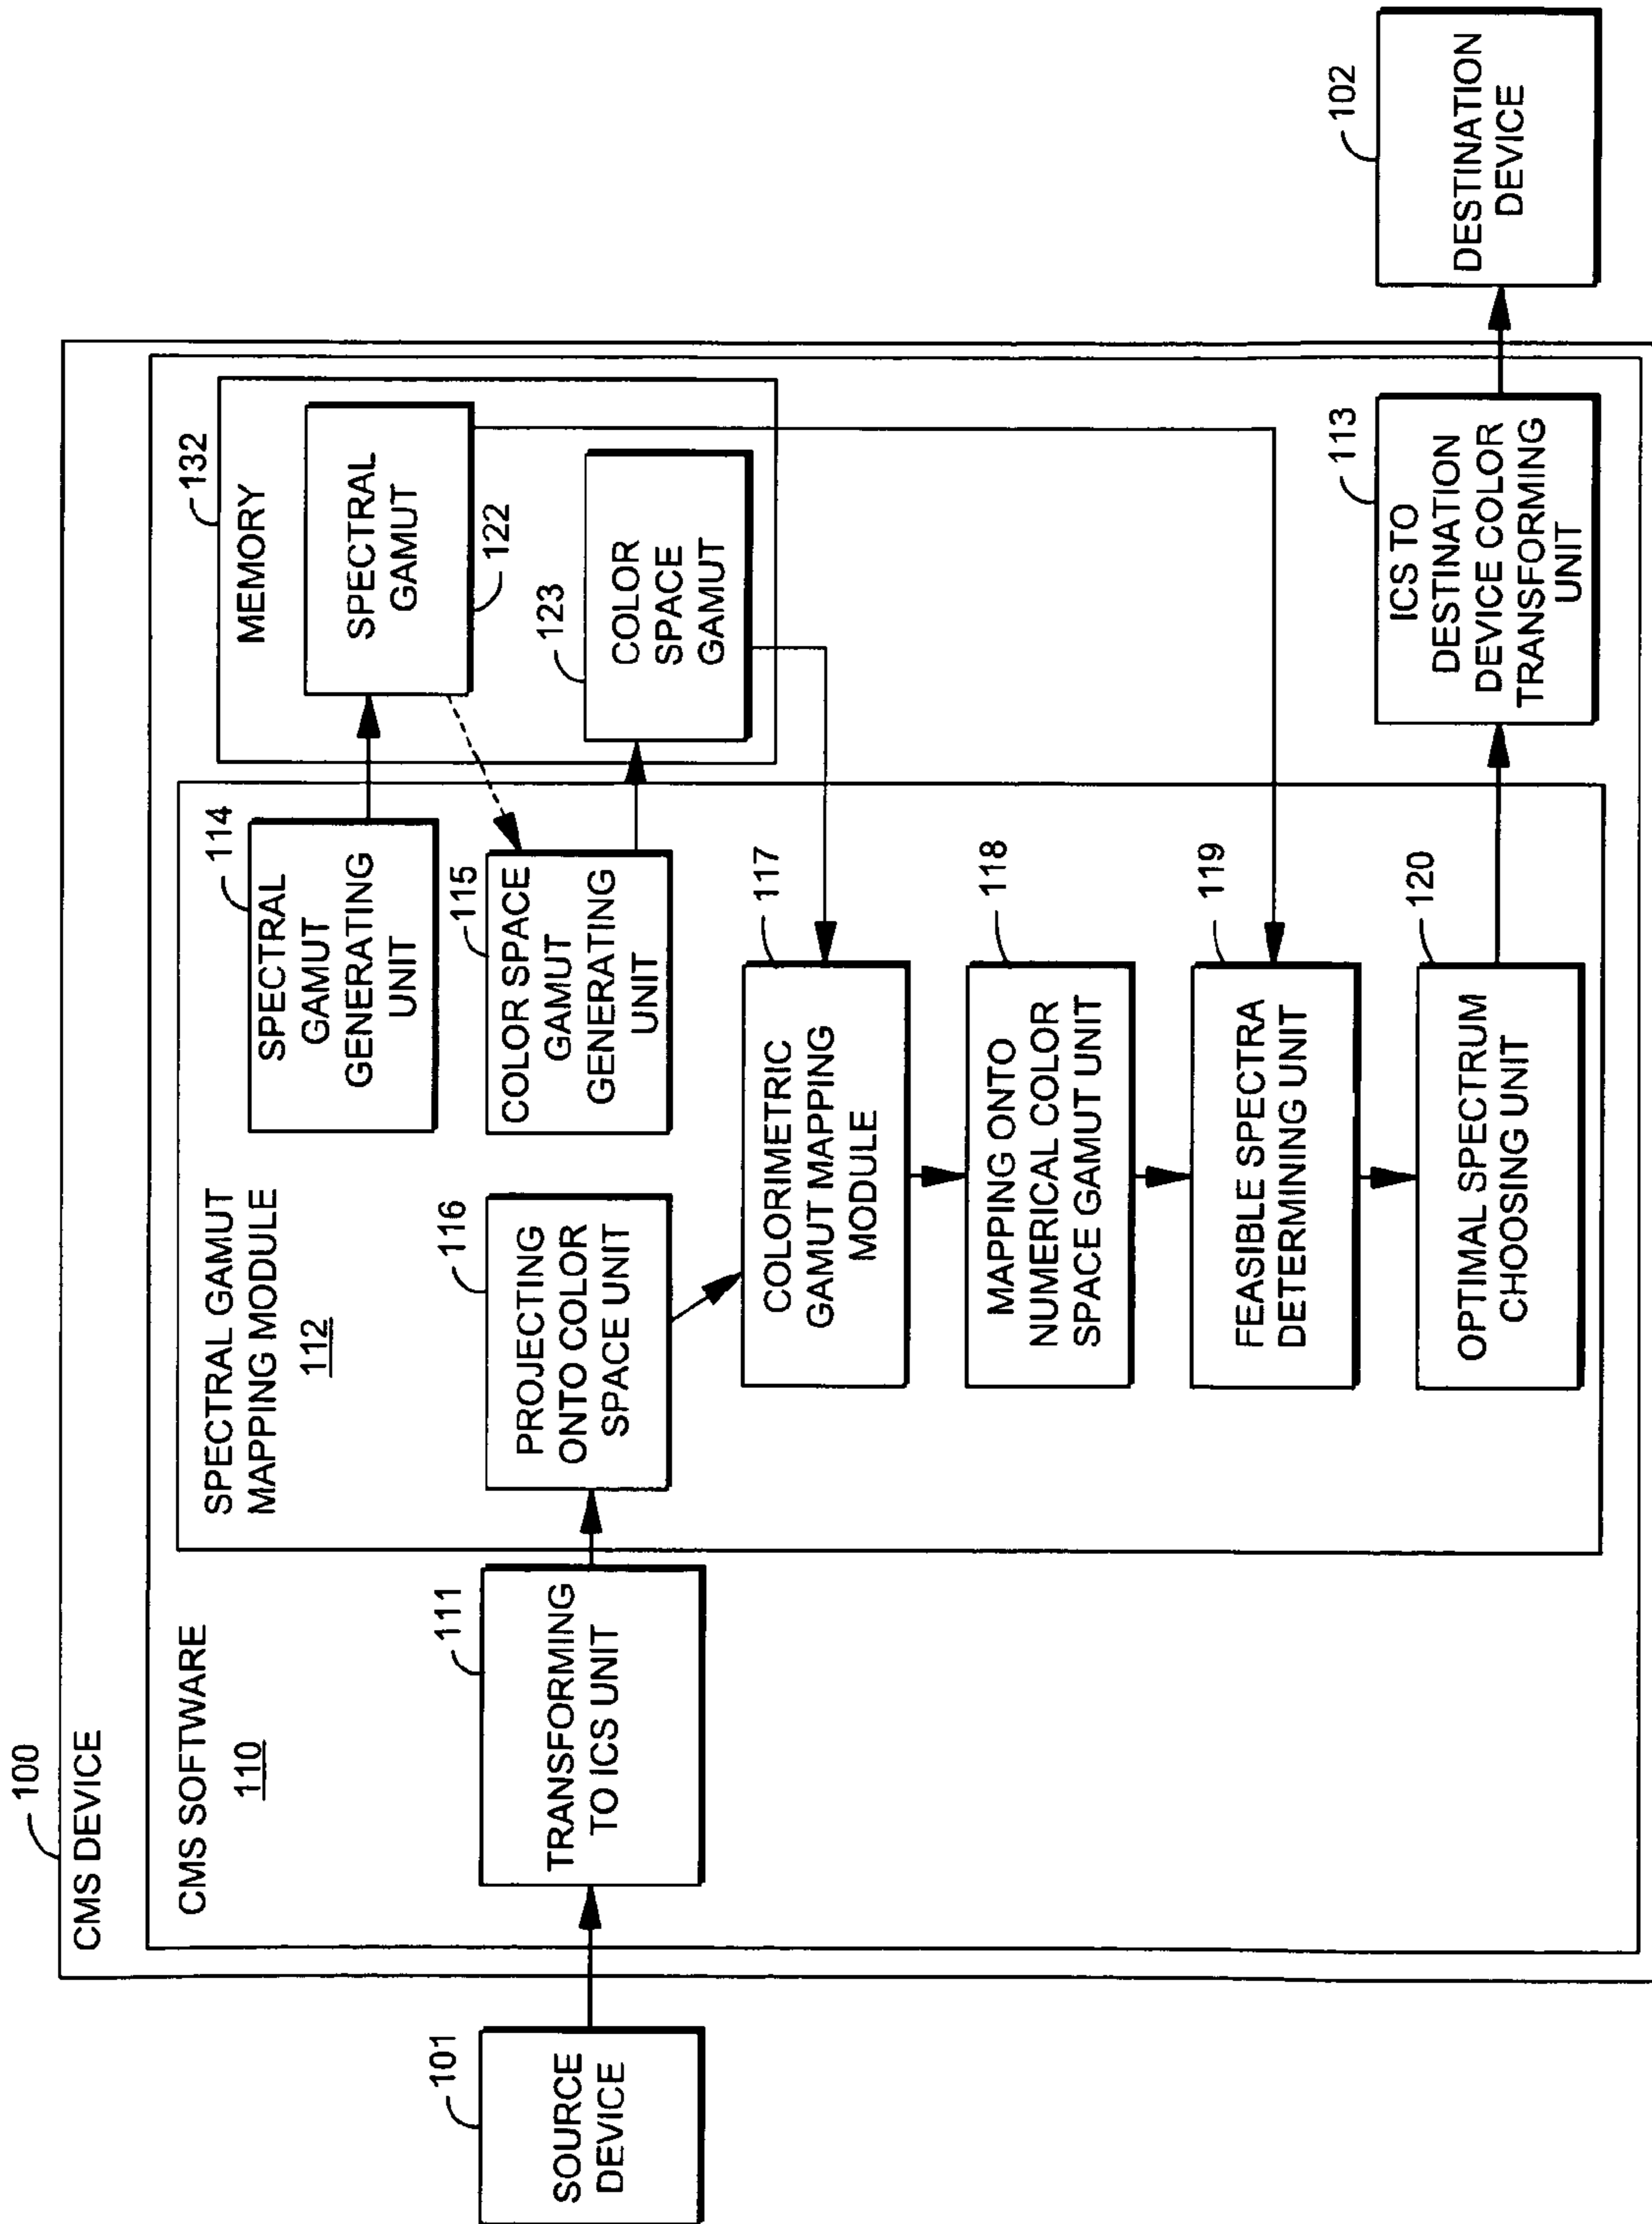 100
CMS DEVICE
CMS SOFTWARE
110
101
SOURCE
DEVICE
111
TRANSFORMING
TO ICS UNIT
SPECTRAL GAMUT
MAPPING MODULE
112
116
PROJECTING
ONTO COLOR
SPACE UNIT
114
SPECTRAL
GAMUT
GENERATING
UNIT
115
COLOR SPACE
GAMUT
GENERATING
UNIT
117
COLORIMETRIC
GAMUT MAPPING
MODULE
118
MAPPING ONTO
NUMERICAL COLOR
SPACE GAMUT UNIT
119
FEASIBLE SPECTRA
DETERMINING UNIT
120
OPTIMAL SPECTRUM
CHOOSING UNIT
132
MEMORY
SPECTRAL
GAMUT
122
123
COLOR
SPACE
GAMUT
113
ICS TO
DESTINATION
DEVICE COLOR
TRANSFORMING
UNIT
102
DESTINATION
DEVICE